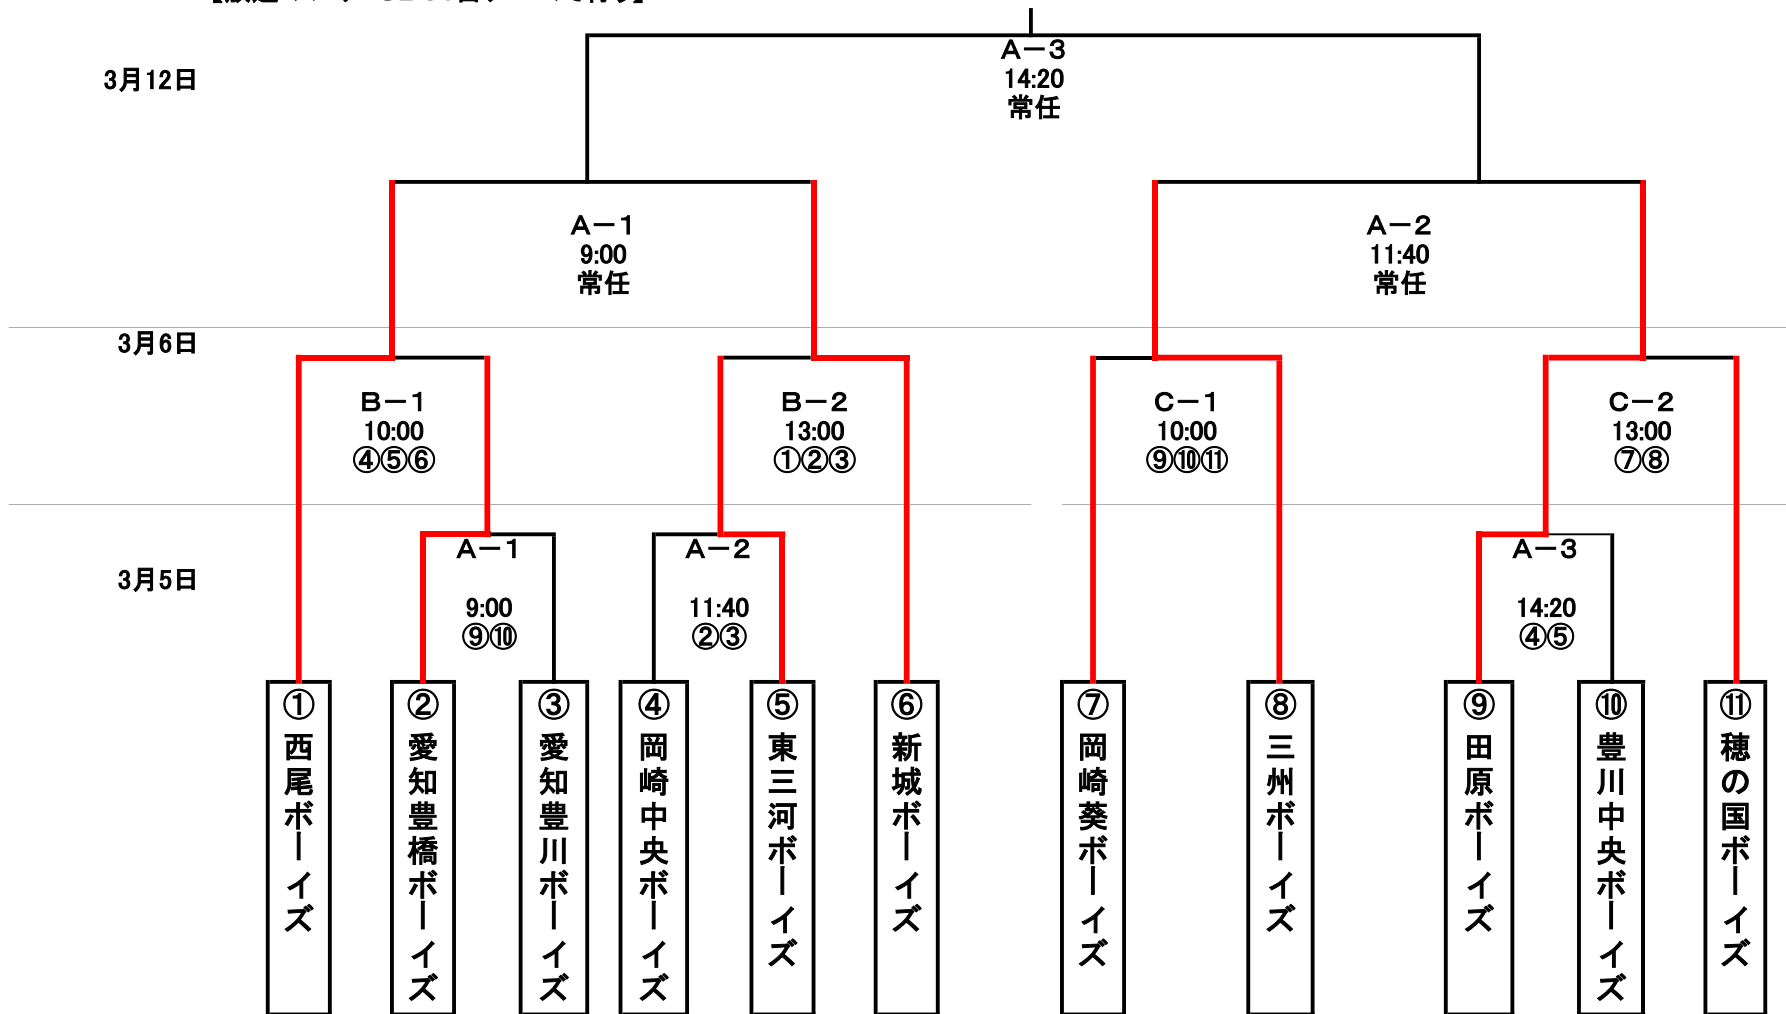 A－3
3月12日
14:20
常任
A－1
9:00
常任
A－2
11:40
常任
3月6日
B－1
10:00
④⑤⑥
B－2
13:00
①②③
C－1
10:00
⑨⑩⑪
C－2
13:00
⑦⑧
3月5日
A－1
9:00
⑨⑩
A－2
11:40
②③
A－3
14:20
④⑤
①西尾ボーイズ
②愛知豊橋ボーイズ
③愛知豊川ボーイズ
④岡崎中央ボーイズ
⑤東三河ボーイズ
⑥新城ボーイズ
⑦岡崎葵ボーイズ
⑧三州ボーイズ
⑨田原ボーイズ
⑩豊川中央ボーイズ
⑪穂の国ボーイズ